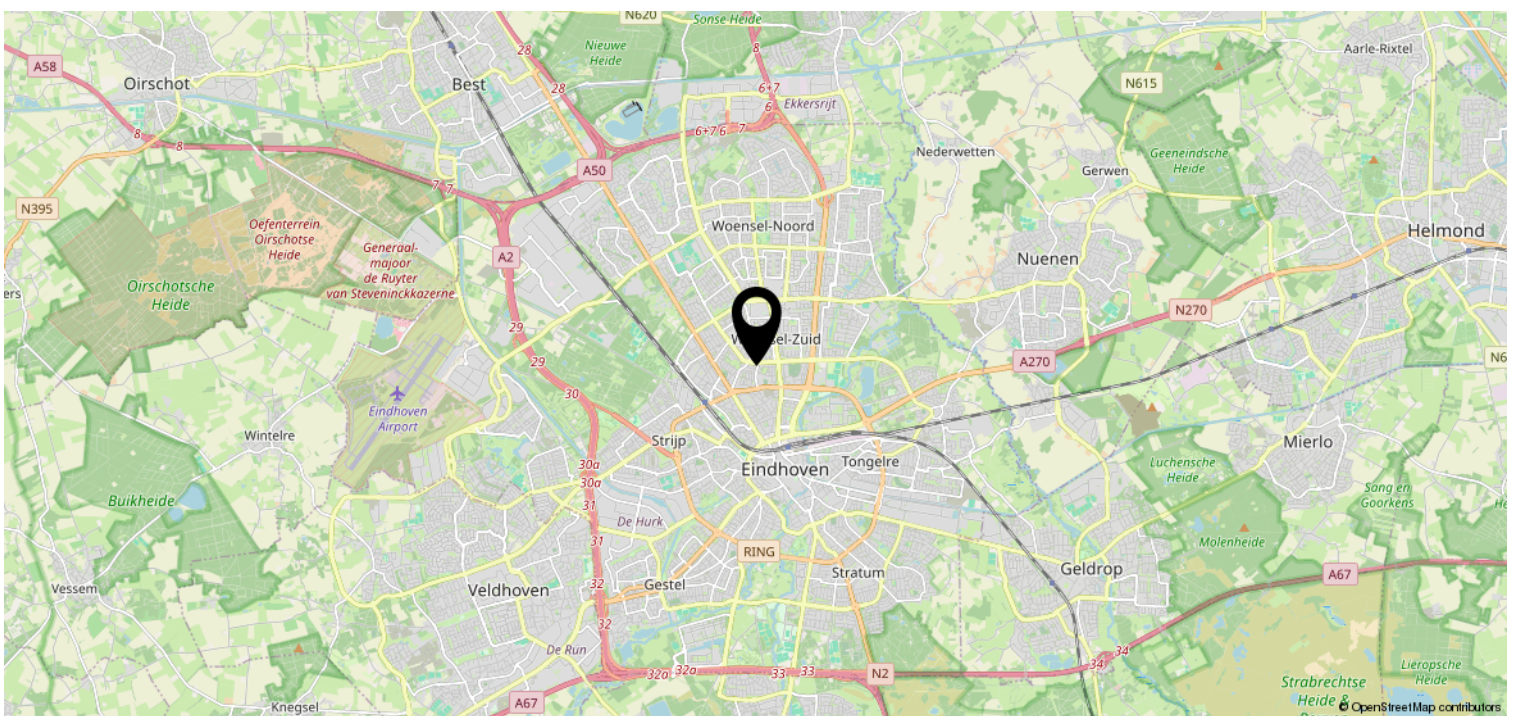 N620
Sonse Heide
28
8
Nieuwe
Heide
Aarle-Rixtel
A58
Oirschot
Best
28
6+7
N615
Ekkersrijt
6
8
8
6+7 6 7
Nederwetten
Geeneindsche
Heide
Gerwen
A50
7 7
N395
Oefenterrein
Oirschotse
Heide
Woensel-Noord
Helmond
Generaal-
majoor
de Ruyter
van Steveninckkazerne
A2
Nuenen
Oirschotsche
Heide
ers
N270
29
29
sel-Zuid
A270
N6
30
Eindhoven
Airport
Wintelre
Strijp
Mierlo
30a
30a
Eindhoven
Tongelre
Luchensche
Heide
Buikheide
31
Sang en
Goorkens
De Hurk
31
Molenheide
RING
32
Gestel
Stratum
Geldrop
A67
Vessem
Veldhoven
32
De Run
32a
32a
33
33
N2
34
34
Lieropsche
Heide
A67
Knegsel
Strabrechtse
Heide &
© OpenStreetMap contributors